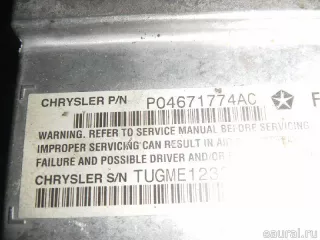 CHRYSLER P/N P04671774AC F
WARNING. REFER TO SERVICE MANUAL BEFORE SERVICING
IMPROPER SERVICING CAN RESULT IN
FAILURE AND POSSIBLE DRIVER AND/OR
CHRYSLER S/N TUGME123
© eaural.ru